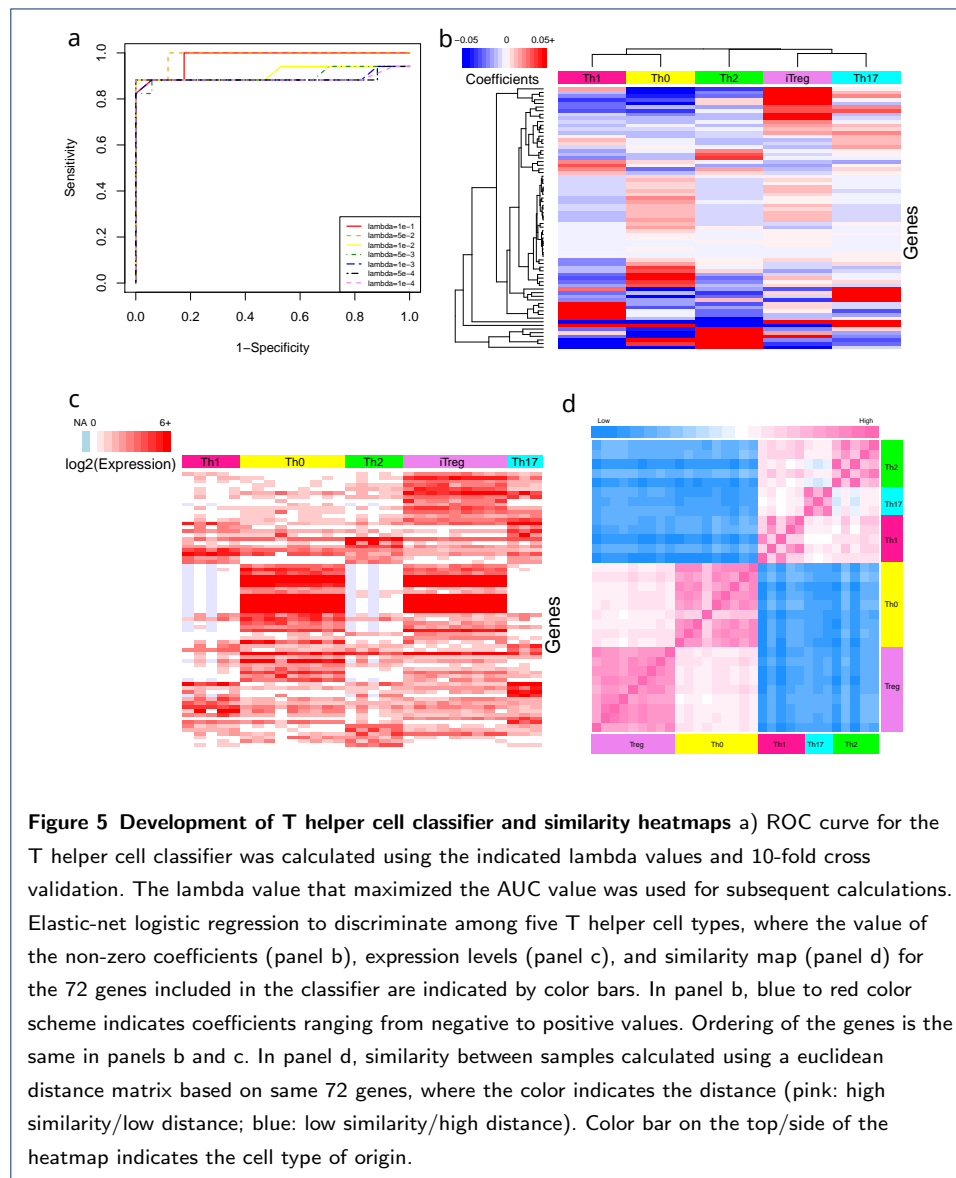 a
1.0
0.8
0.6
0.4
0.2
0.0
Sensitivity
lambda=1e-1
lambda=5e-2
lambda=1e-2
lambda=5e-3
lambda=1e-3
lambda=5e-4
lambda=1e-4
0.0 0.2 0.4 0.6 0.8 1.0
1−Specificity
b
−0.05 0 0.05+
Coefficients
Th1 Th0 Th2 iTreg Th17
Genes
c
NA 0 6+
log2(Expression)
Th1 Th0 Th2 iTreg Th17
Genes
d
Low High
Th2
Th17
Th1
Th0
Treg
Treg Th0 Th1 Th17 Th2
Figure 5 Development of T helper cell classifier and similarity heatmaps a) ROC curve for the
T helper cell classifier was calculated using the indicated lambda values and 10-fold cross
validation. The lambda value that maximized the AUC value was used for subsequent calculations.
Elastic-net logistic regression to discriminate among five T helper cell types, where the value of
the non-zero coefficients (panel b), expression levels (panel c), and similarity map (panel d) for
the 72 genes included in the classifier are indicated by color bars. In panel b, blue to red color
scheme indicates coefficients ranging from negative to positive values. Ordering of the genes is the
same in panels b and c. In panel d, similarity between samples calculated using a euclidean
distance matrix based on same 72 genes, where the color indicates the distance (pink: high
similarity/low distance; blue: low similarity/high distance). Color bar on the top/side of the
heatmap indicates the cell type of origin.